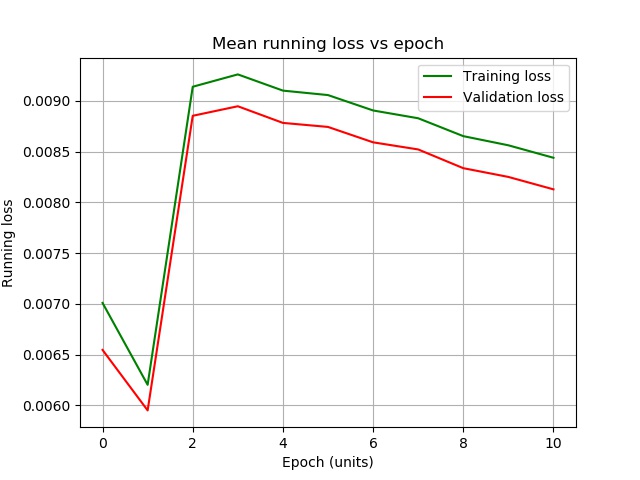 Mean running loss vs epoch
Training loss
Validation loss
0.0090
0.0085
0.0080
0.0075
0.0070
0.0065
0.0060
Running loss
0 2 4 6 8 10
Epoch (units)